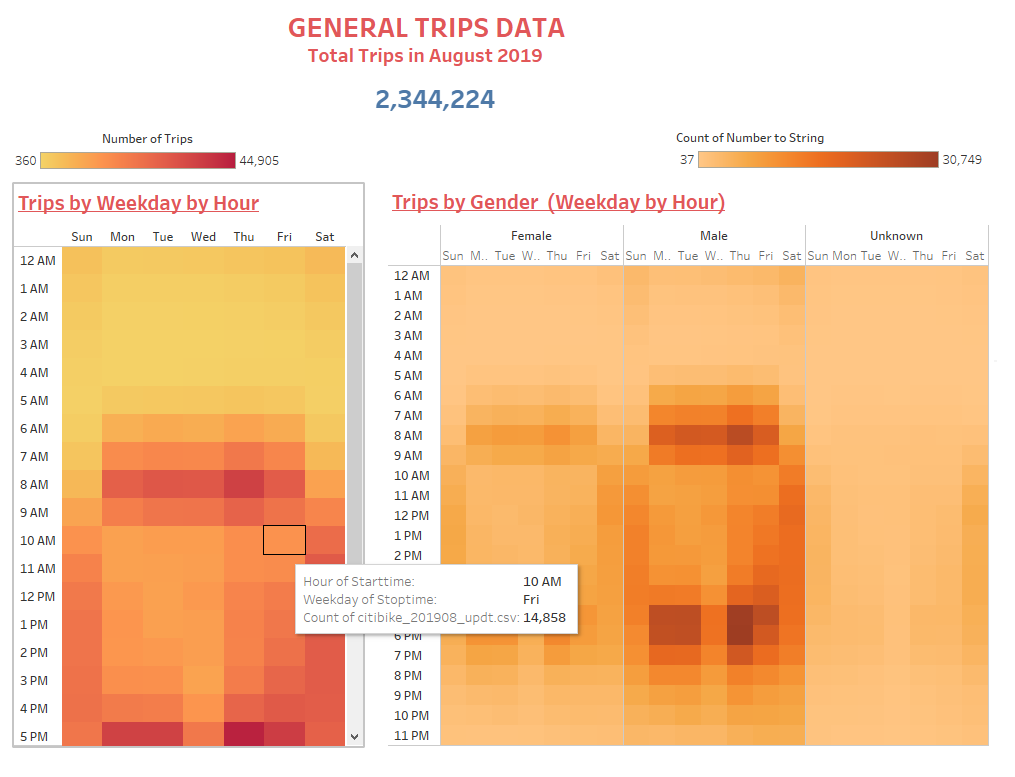 GENERAL TRIPS DATA
Total Trips in August 2019
2,344,224
Number of Trips
360 44,905
Count of Number to String
37 30,749
Trips by Weekday by Hour
Sun Mon Tue Wed Thu Fri Sat
12 AM
1 AM
2 AM
3 AM
4 AM
5 AM
6 AM
7 AM
8 AM
9 AM
10 AM
11 AM
12 PM
1 PM
2 PM
3 PM
4 PM
5 PM
Trips by Gender (Weekday by Hour)
Female Male Unknown
Sun M.. Tue W.. Thu Fri Sat Sun M.. Tue W.. Thu Fri Sat Sun Mon Tue W.. Thu Fri Sat
12 AM
1 AM
2 AM
3 AM
4 AM
5 AM
6 AM
7 AM
8 AM
9 AM
10 AM
11 AM
12 PM
1 PM
2 PM
6 PM
7 PM
8 PM
9 PM
10 PM
11 PM
Hour of Starttime: 10 AM
Weekday of Stoptime: Fri
Count of citibike_201908_updt.csv: 14,858